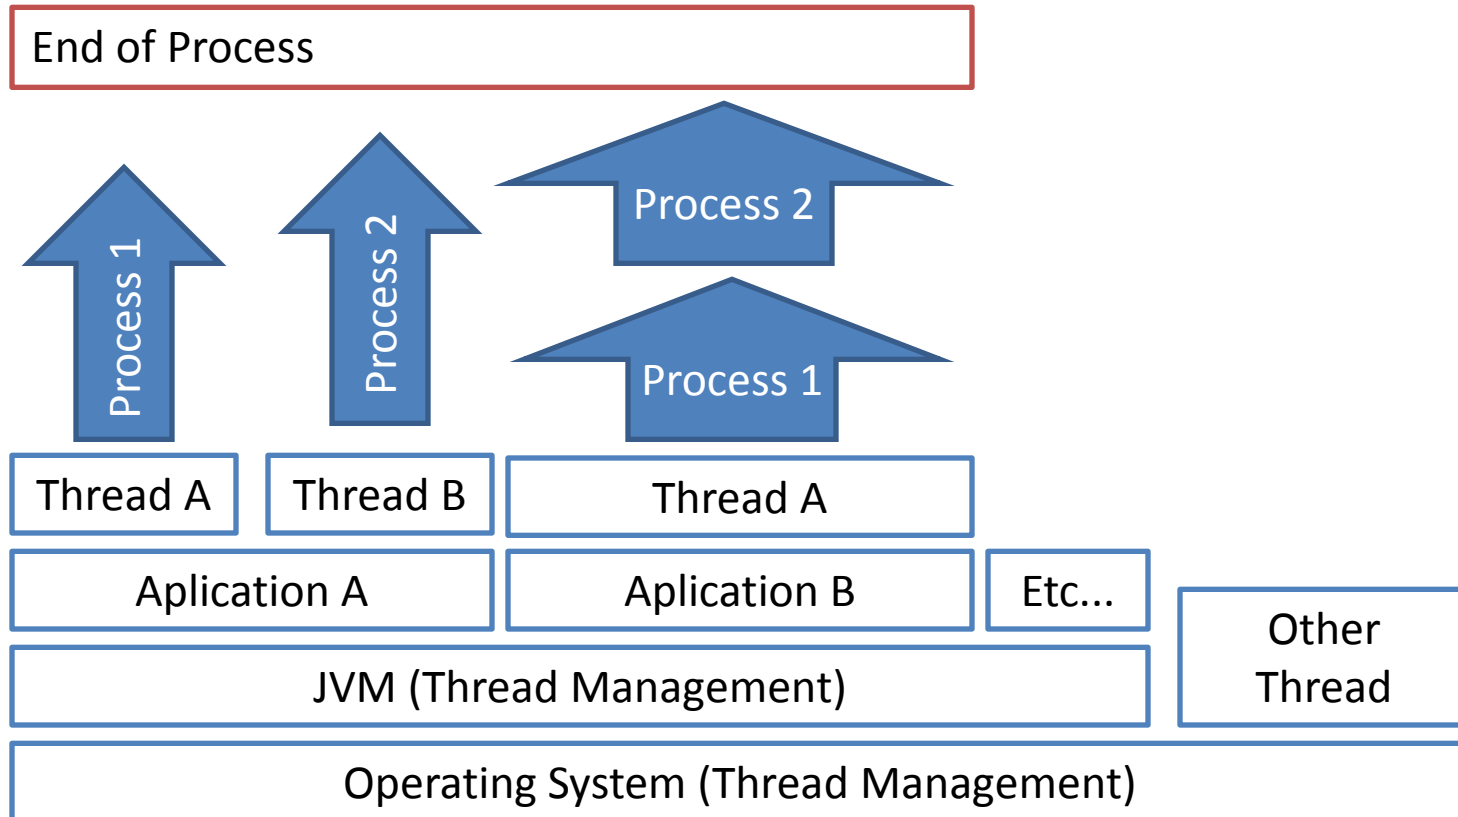 End of Process
Process 1
Process 2
Process 2
Process 1
Thread A
Thread B
Thread A
Aplication A
Aplication B
Etc...
Other
Thread
JVM (Thread Management)
Operating System (Thread Management)